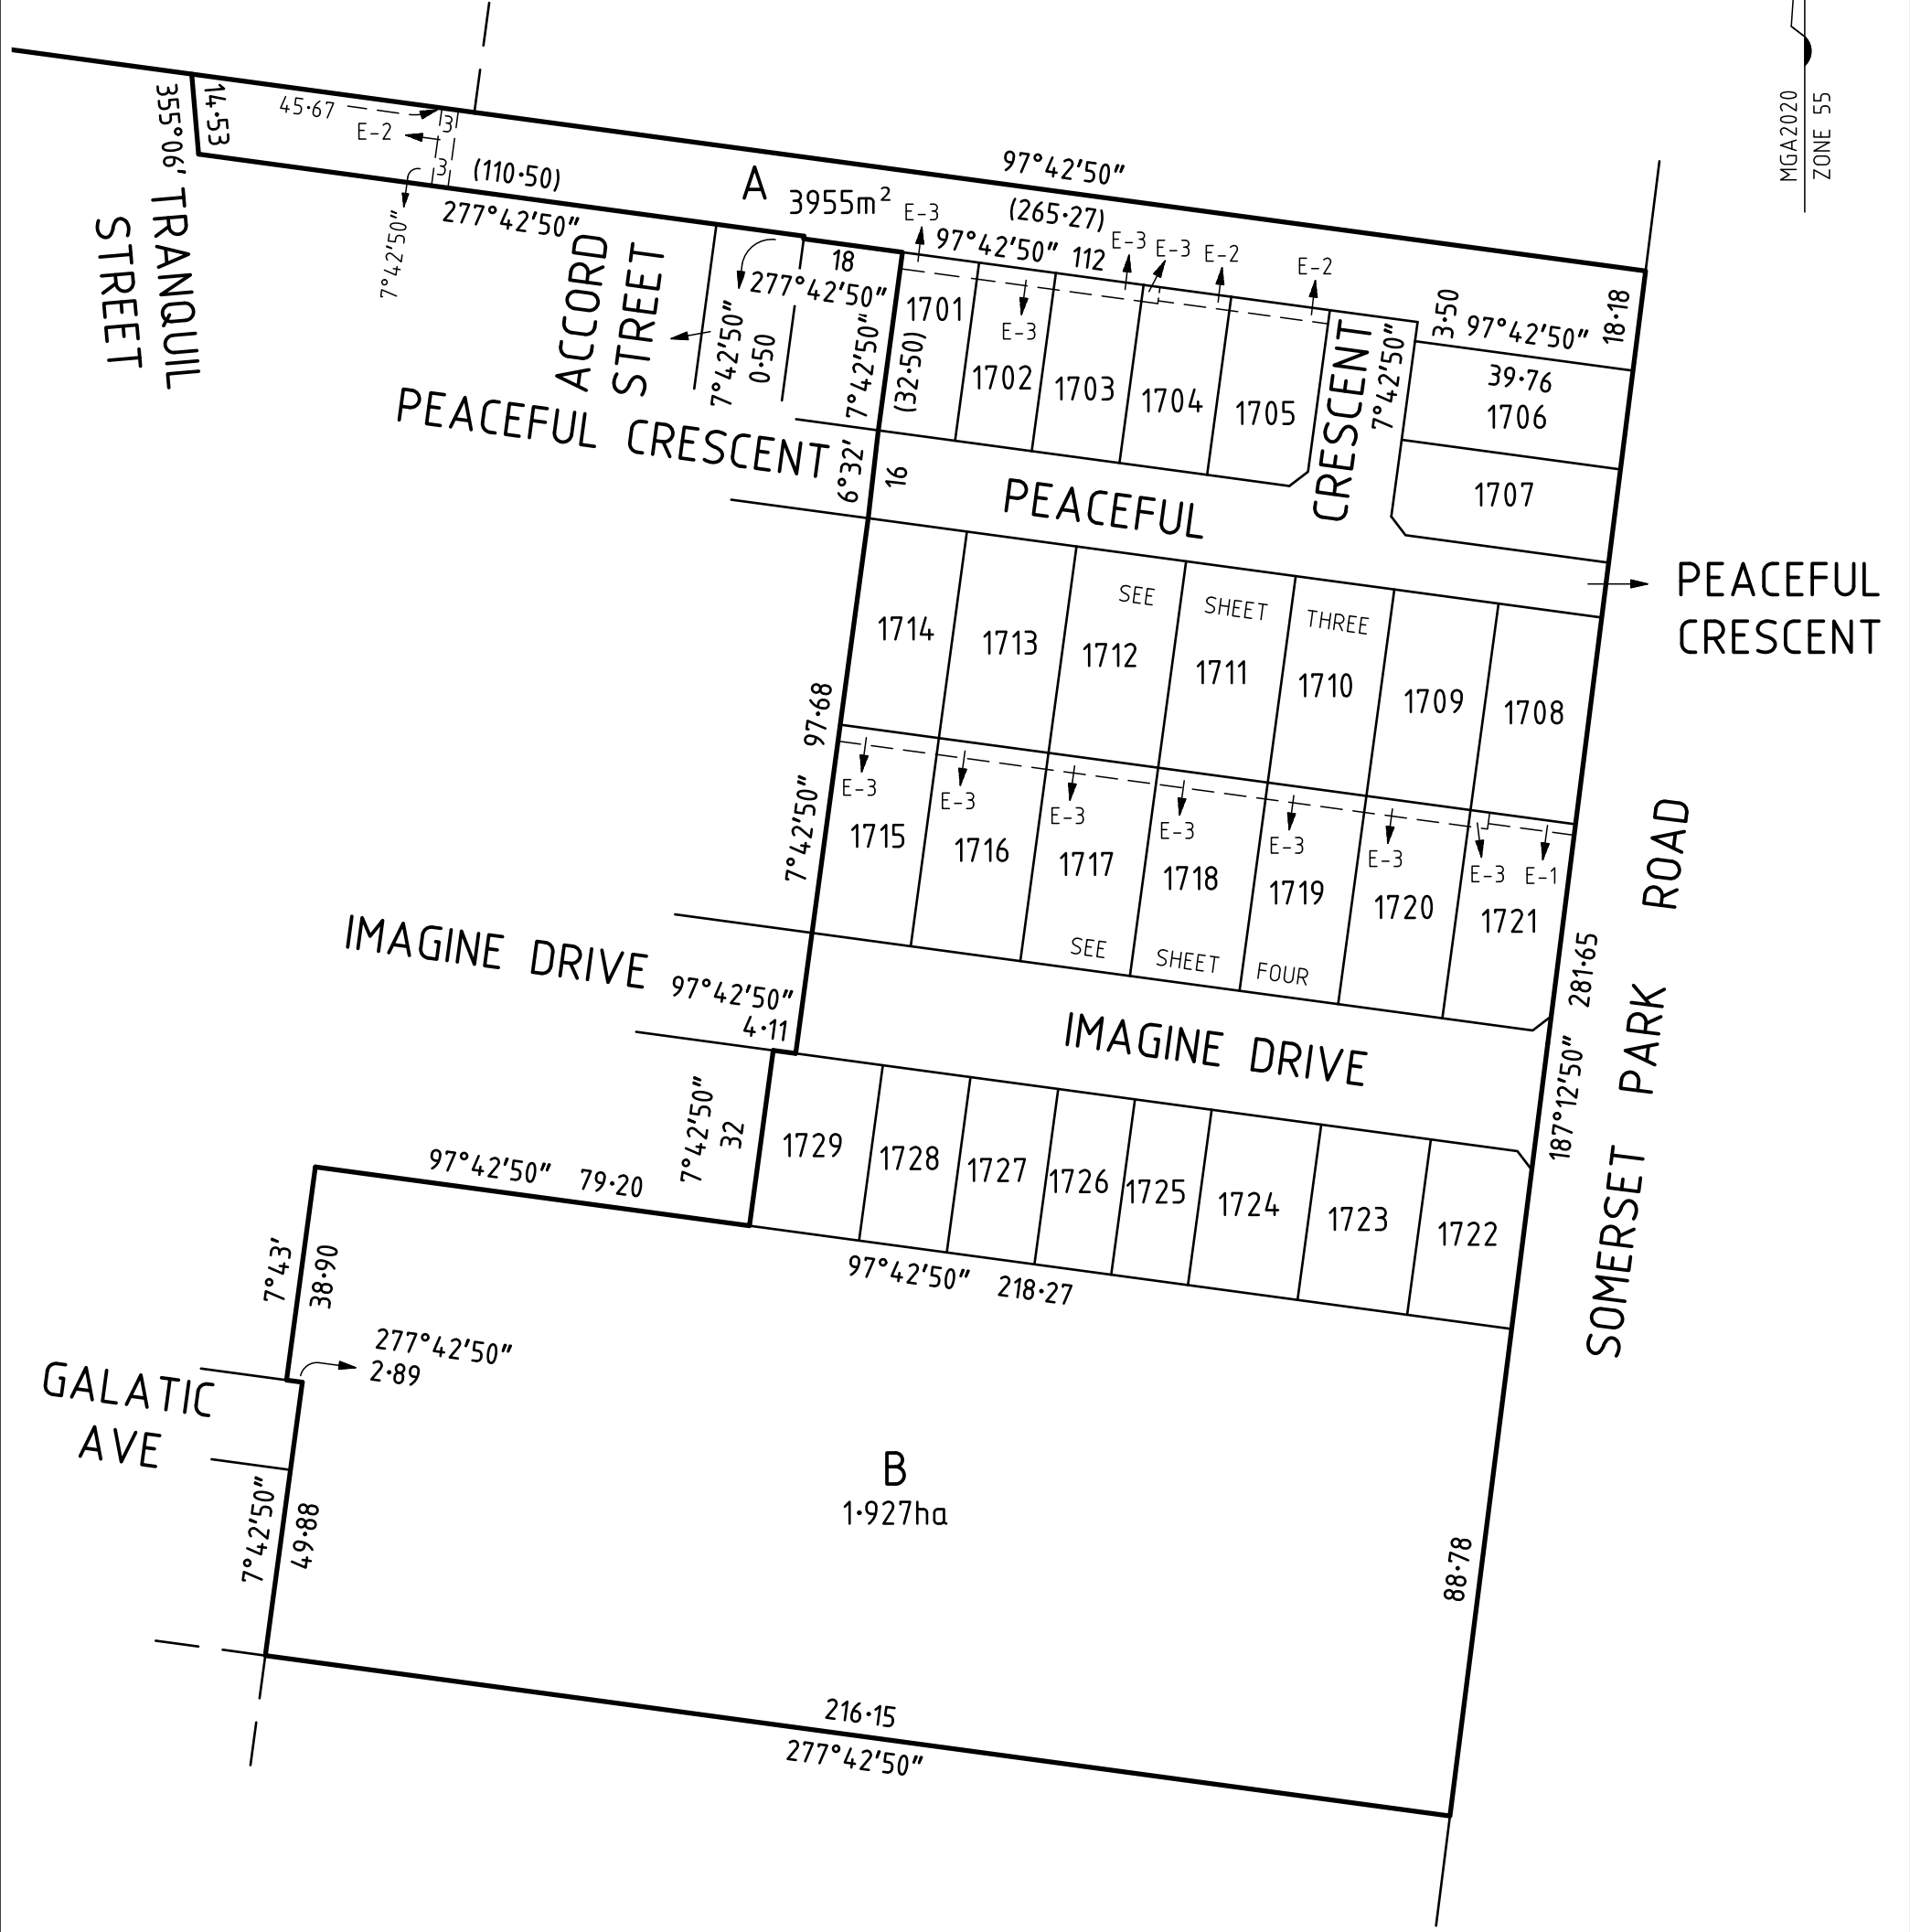 MGA2020
ZONE 55
355°06'
14·53
TRANQUIL
STREET
45·67
E-2
3
3
7°42'50"
(110·50)
277°42'50"
A
3955m²
97°42'50"
(265·27)
97°42'50" 112
E-3
E-3
E-3
E-2
E-2
18
277°42'50"
7°42'50"
0·50
ACCORD
STREET
7°42'50"
(32·50)
1701
E-3
1702
1703
1704
1705
CRESCENT
7°42'50"
3·50
97°42'50"
18·18
39·76
1706
1707
PEACEFUL CRESCENT
6°32'
16
PEACEFUL
PEACEFUL
CRESCENT
SEE SHEET THREE
1714
1713
1712
1711
1710
1709
1708
97·68
7°42'50"
E-3
E-3
E-3
E-3
E-3
E-3
E-3
E-1
1715
1716
1717
1718
1719
1720
1721
SEE SHEET FOUR
IMAGINE DRIVE
97°42'50"
4·11
IMAGINE DRIVE
187°12'50" 281·65
SOMERSET PARK ROAD
7°42'50"
32
1729
1728
1727
1726
1725
1724
1723
1722
97°42'50" 79·20
97°42'50" 218·27
7°43'
38·90
277°42'50"
2·89
GALATIC
AVE
7°42'50"
49·88
B
1·927ha
88·78
216·15
277°42'50"